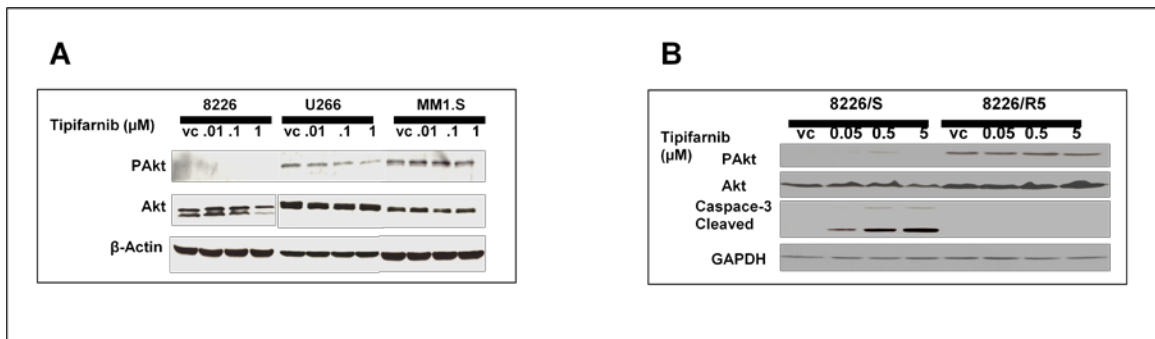 A
8226 U266 MM1.S
Tipifarnib (µM) vc .01 .1 1 vc .01 .1 1 vc .01 .1 1
PAkt
Akt
β-Actin
B
8226/S 8226/R5
Tipifarnib (µM) vc 0.05 0.5 5 vc 0.05 0.5 5
PAkt
Akt
Caspace-3
Cleaved
GAPDH